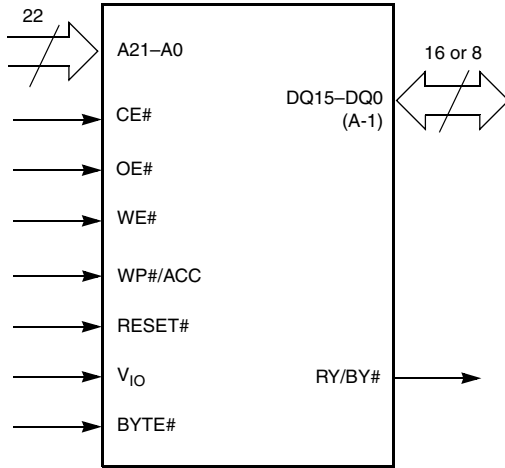 22
A21–A0
16 or 8
DQ15–DQ0
(A-1)
CE#
OE#
WE#
WP#/ACC
RESET#
VIO
RY/BY#
BYTE#